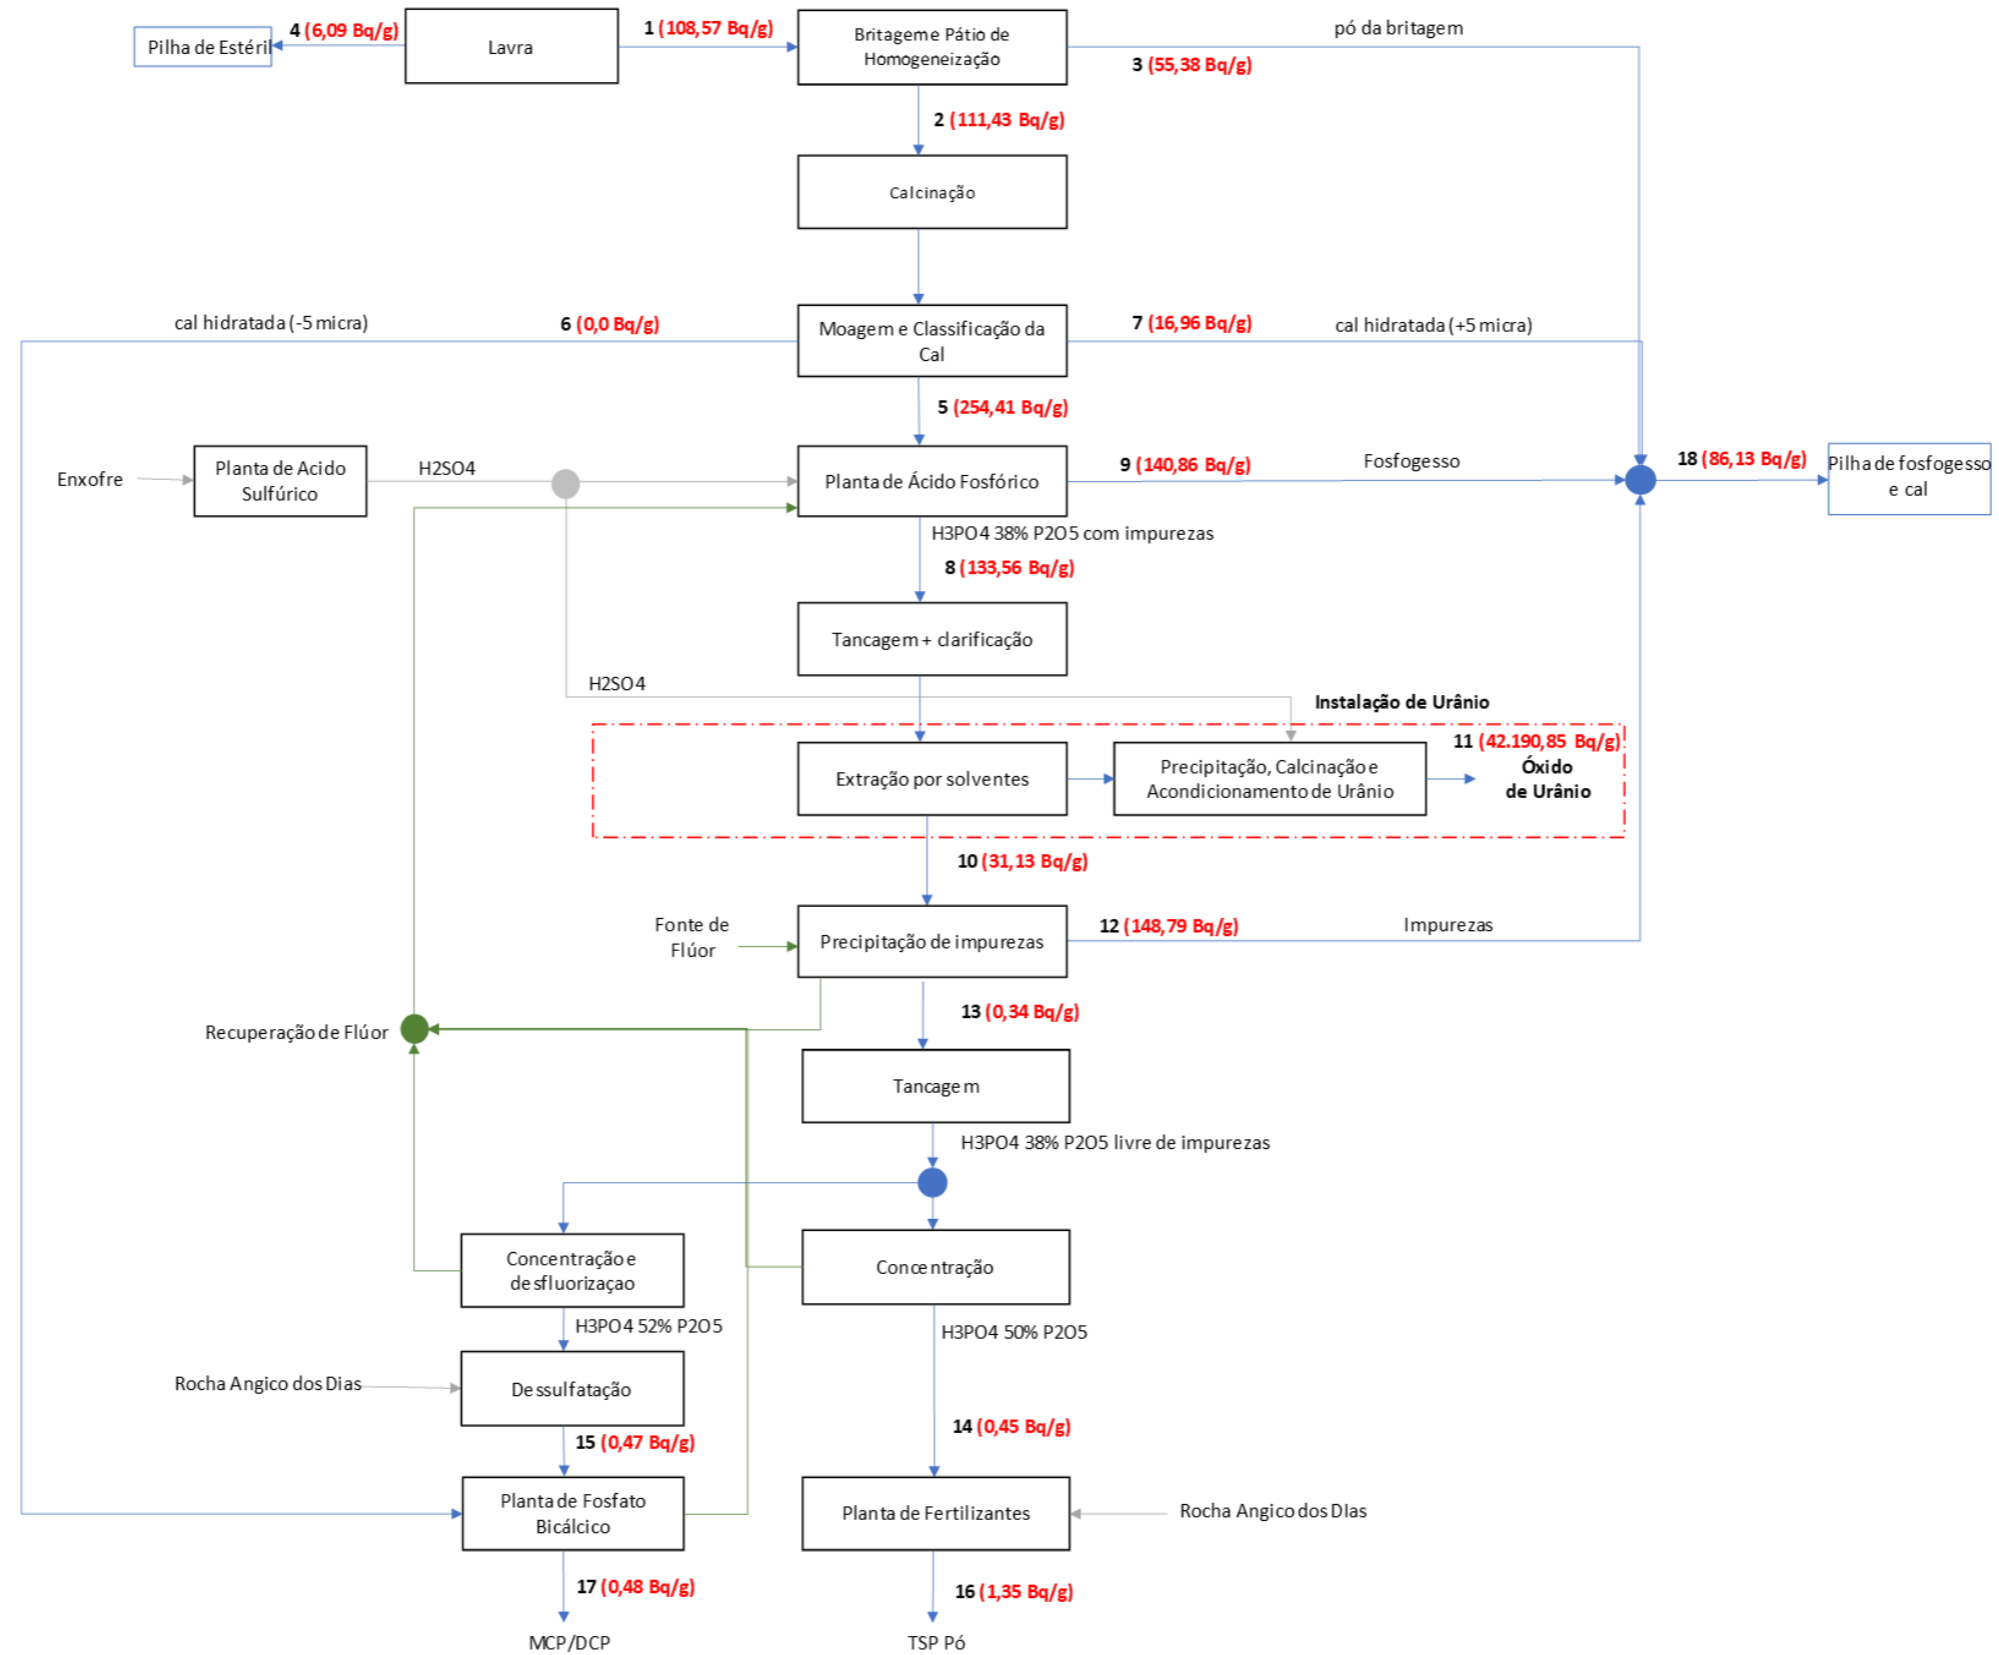 Pilha de Estéril
4 (6,09 Bq/g)
Lavra
1 (108,57 Bq/g)
Britagem e Pátio de
Homogeneização
pó da britagem
3 (55,38 Bq/g)
2 (111,43 Bq/g)
Calcinação
cal hidratada (-5 micra)
6 (0,0 Bq/g)
Moagem e Classificação da
Cal
7 (16,96 Bq/g)
cal hidratada (+5 micra)
5 (254,41 Bq/g)
Enxofre
Planta de Acido
Sulfúrico
H2SO4
Planta de Ácido Fosfórico
9 (140,86 Bq/g)
Fosfogesso
18 (86,13 Bq/g)
Pilha de fosfogesso
e cal
H3PO4 38% P2O5 com impurezas
8 (133,56 Bq/g)
Tancagem + clarificação
H2SO4
Instalação de Urânio
Extração por solventes
Precipitação, Calcinação e
Acondicionamento de Urânio
11 (42.190,85 Bq/g)
Óxido
de Urânio
10 (31,13 Bq/g)
Fonte de
Flúor
Precipitação de impurezas
12 (148,79 Bq/g)
Impurezas
13 (0,34 Bq/g)
Recuperação de Flúor
Tancagem
H3PO4 38% P2O5 livre de impurezas
Concentração e
desfluorizaçao
Concentração
H3PO4 52% P2O5
H3PO4 50% P2O5
Rocha Angico dos Dias
Dessulfatação
15 (0,47 Bq/g)
14 (0,45 Bq/g)
Planta de Fosfato
Bicálcico
Planta de Fertilizantes
Rocha Angico dos DIas
17 (0,48 Bq/g)
16 (1,35 Bq/g)
MCP/DCP
TSP Pó